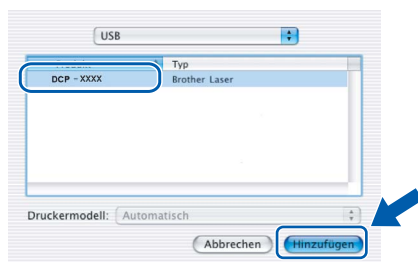 USB
Typ
DCP - XXXX Brother Laser
Druckermodell: Automatisch
Abbrechen Hinzufügen